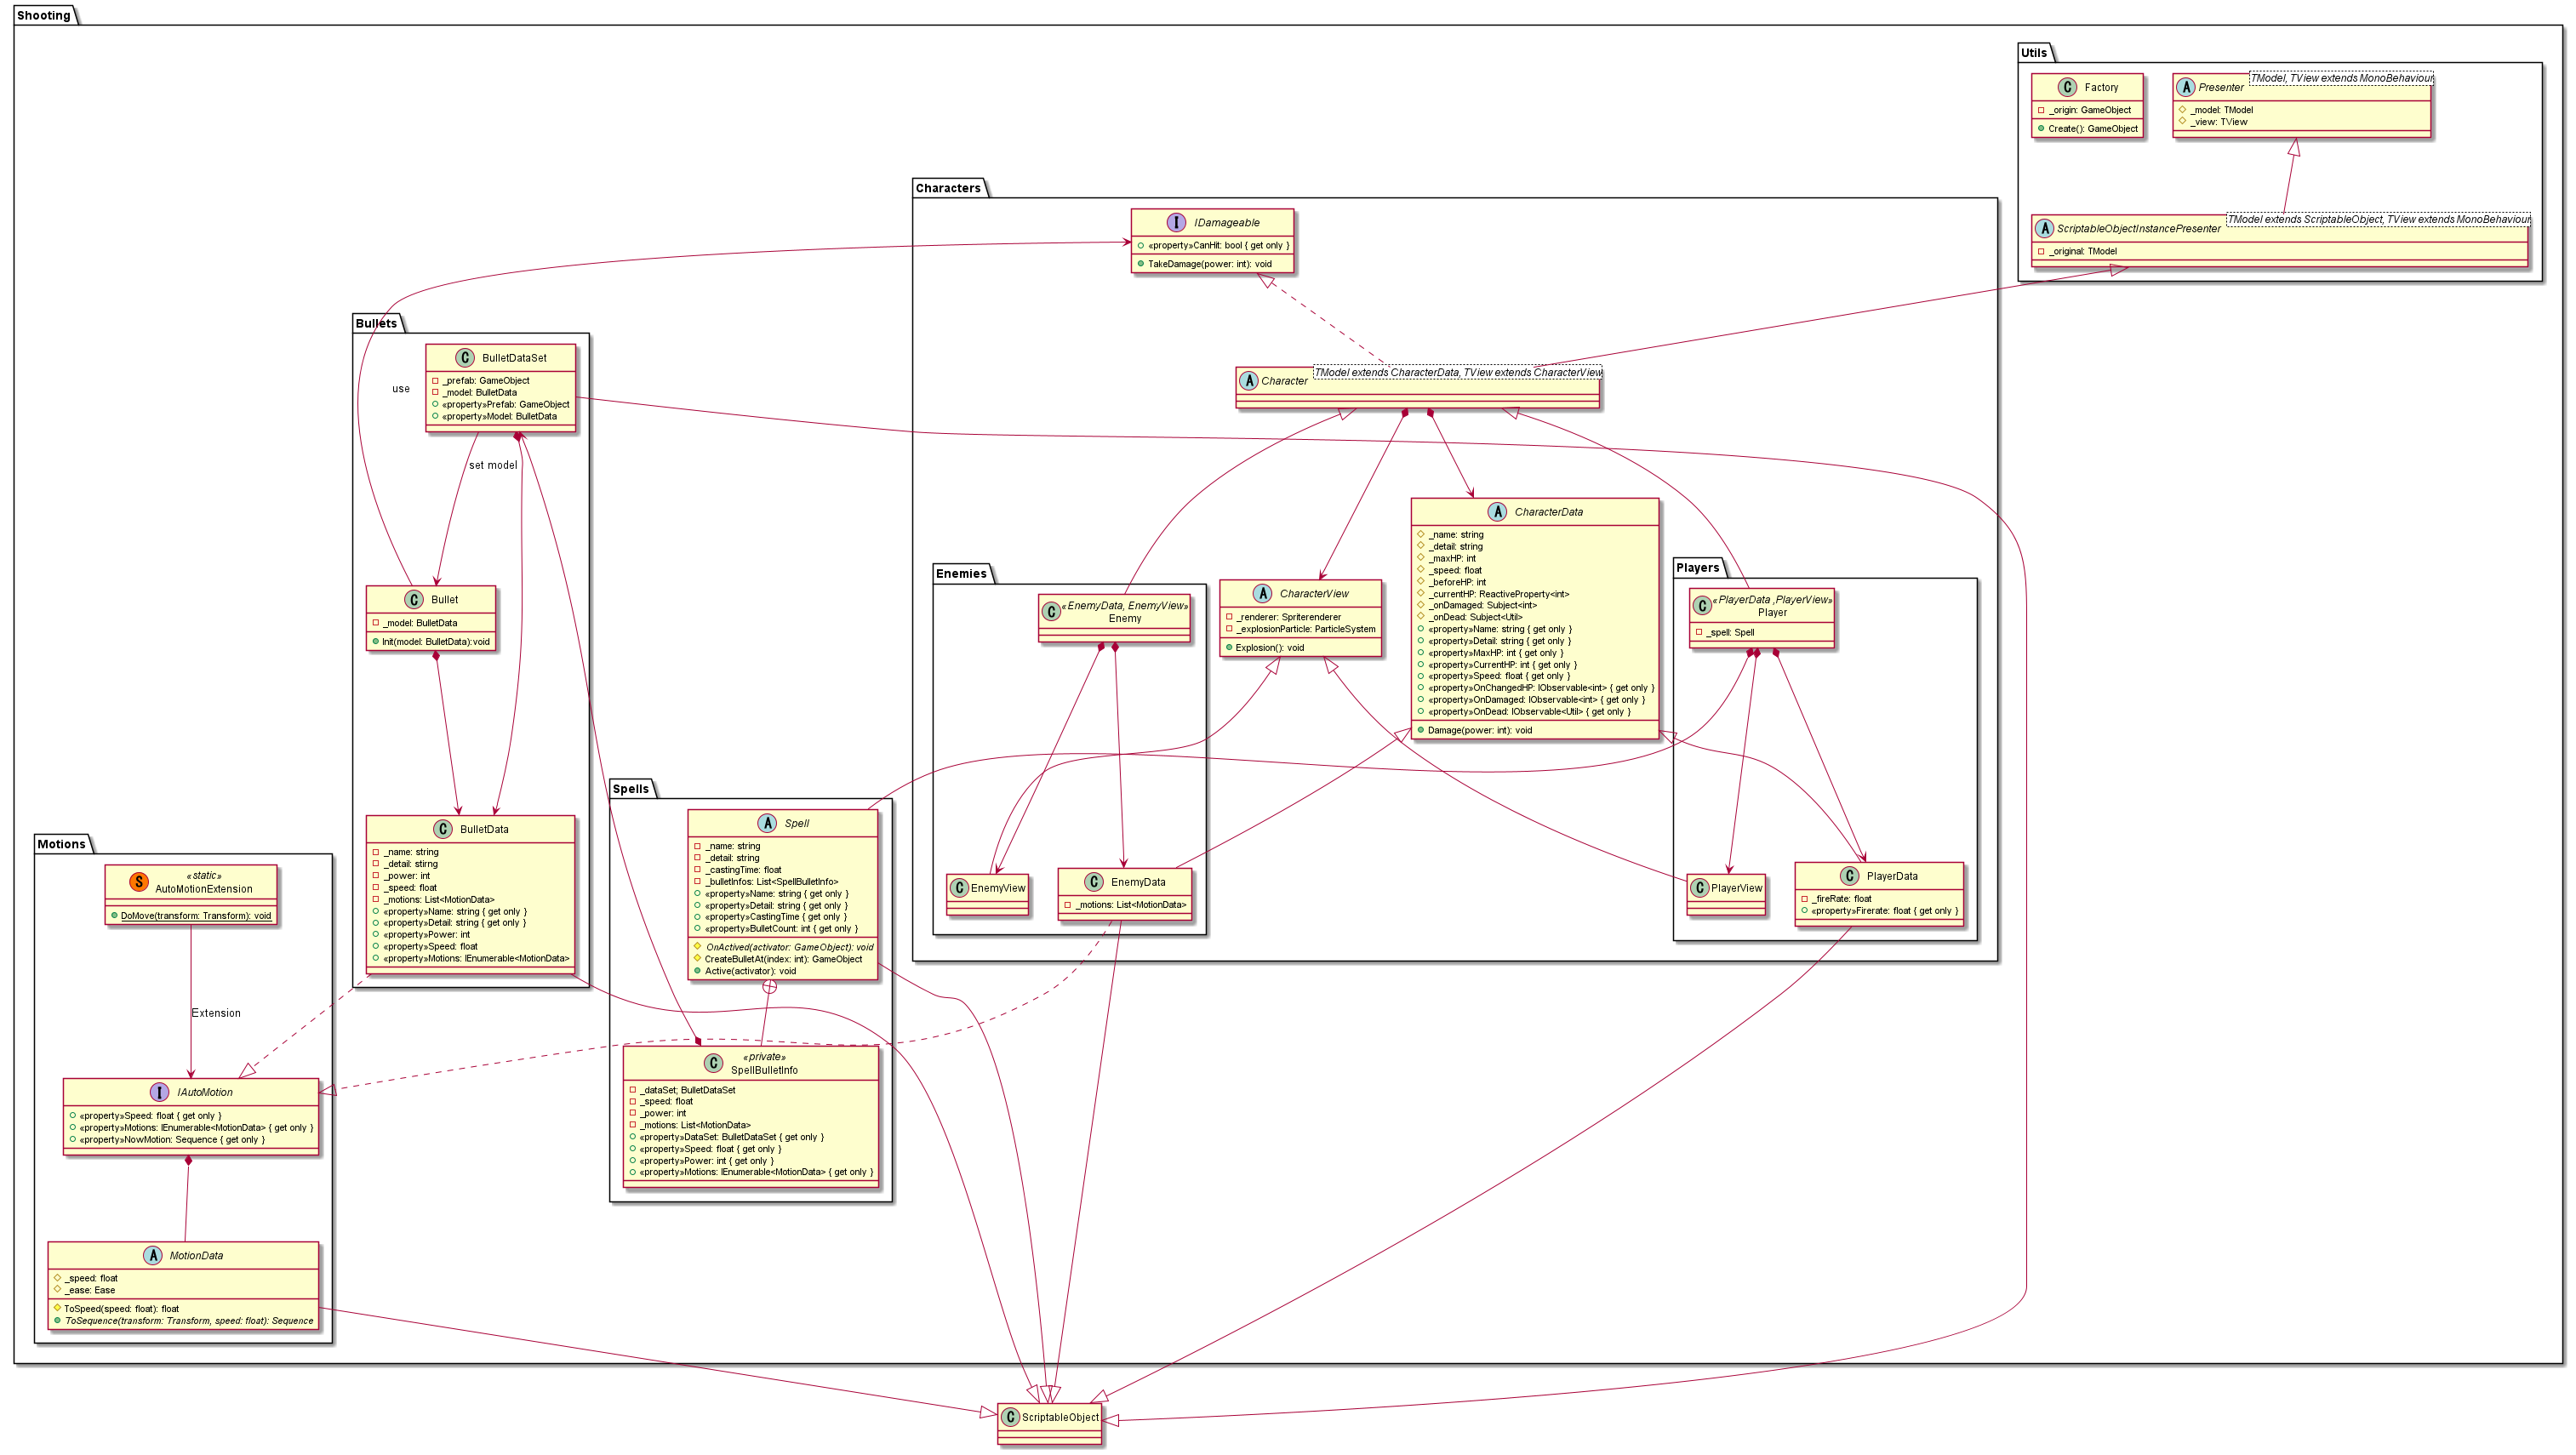 Shooting
Utils
Factory
_origin: GameObject
Create(): GameObject
Presenter
TModel, TView extends MonoBehaviour
_model: TModel
_view: TView
ScriptableObjectInstancePresenter
TModel extends ScriptableObject, TView extends MonoBehaviour
_original: TModel
Characters
IDamageable
«property»CanHit: bool { get only }
TakeDamage(power: int): void
Character
TModel extends CharacterData, TView extends CharacterView
Bullets
BulletDataSet
_prefab: GameObject
_model: BulletData
«property»Prefab: GameObject
«property»Model: BulletData
use
set model
Bullet
_model: BulletData
Init(model: BulletData):void
BulletData
_name: string
_detail: stirng
_power: int
_speed: float
_motions: List<MotionData>
«property»Name: string { get only }
«property»Detail: string { get only }
«property»Power: int
«property»Speed: float
«property»Motions: IEnumerable<MotionData>
CharacterData
_name: string
_detail: string
_maxHP: int
_speed: float
_beforeHP: int
_currentHP: ReactiveProperty<int>
_onDamaged: Subject<int>
_onDead: Subject<Util>
«property»Name: string { get only }
«property»Detail: string { get only }
«property»MaxHP: int { get only }
«property»CurrentHP: int { get only }
«property»Speed: float { get only }
«property»OnChangedHP: IObservable<int> { get only }
«property»OnDamaged: IObservable<int> { get only }
«property»OnDead: IObservable<Util> { get only }
Damage(power: int): void
CharacterView
_renderer: Spriterenderer
_explosionParticle: ParticleSystem
Explosion(): void
Enemies
«EnemyData, EnemyView»
Enemy
EnemyView
EnemyData
_motions: List<MotionData>
Players
«PlayerData ,PlayerView»
Player
_spell: Spell
PlayerView
PlayerData
_fireRate: float
«property»Firerate: float { get only }
Spells
Spell
_name: string
_detail: string
_castingTime: float
_bulletInfos: List<SpellBulletInfo>
«property»Name: string { get only }
«property»Detail: string { get only }
«property»CastingTime { get only }
«property»BulletCount: int { get only }
OnActived(activator: GameObject): void
CreateBulletAt(index: int): GameObject
Active(activator): void
«private»
SpellBulletInfo
_dataSet; BulletDataSet
_speed: float
_power: int
_motions: List<MotionData>
«property»DataSet: BulletDataSet { get only }
«property»Speed: float { get only }
«property»Power: int { get only }
«property»Motions: IEnumerable<MotionData> { get only }
Motions
«static»
AutoMotionExtension
DoMove(transform: Transform): void
Extension
IAutoMotion
«property»Speed: float { get only }
«property»Motions: IEnumerable<MotionData> { get only }
«property»NowMotion: Sequence { get only }
MotionData
_speed: float
_ease: Ease
ToSpeed(speed: float): float
ToSequence(transform: Transform, speed: float): Sequence
ScriptableObject